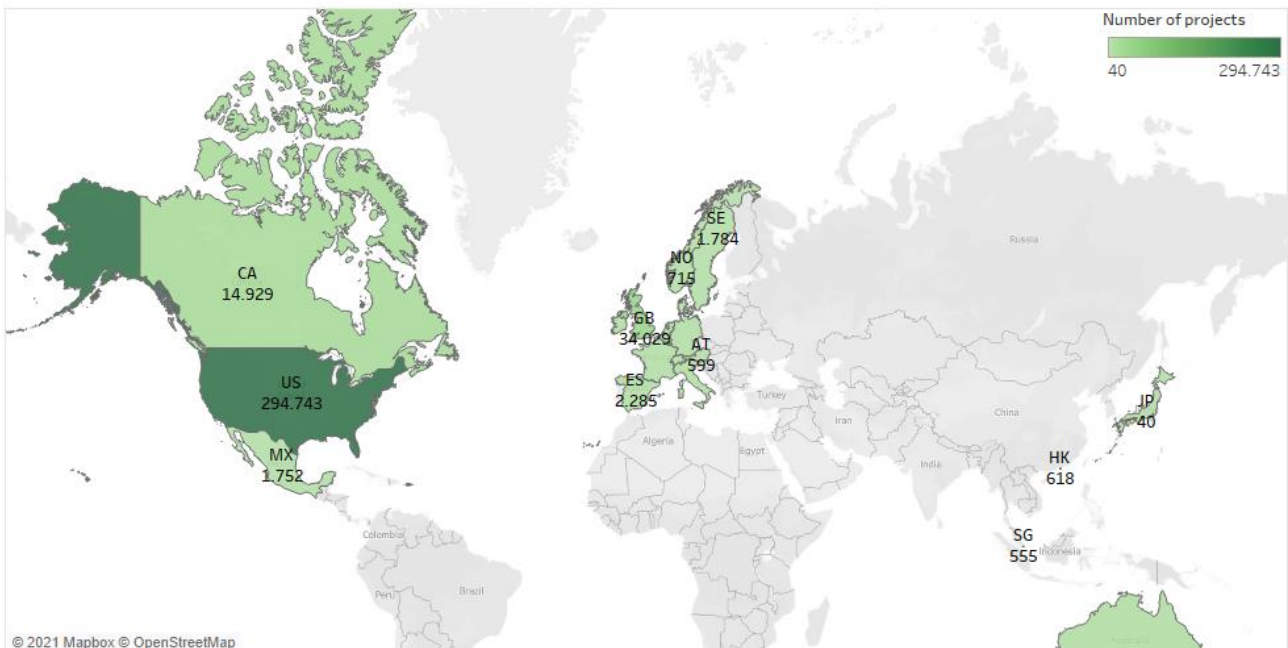 Number of projects
40 294.743
SE
1.784
NO
715
Russia
CA
14.929
GB
34.029
AT
599
US
294.743
ES
2.285
Turkey
China
JP
40
Iran
Algeria
Egypt
MX
1.752
India
HK
618
SG
555
Indonesia
Colombia
Peru
Brazil
© 2021 Mapbox © OpenStreetMap